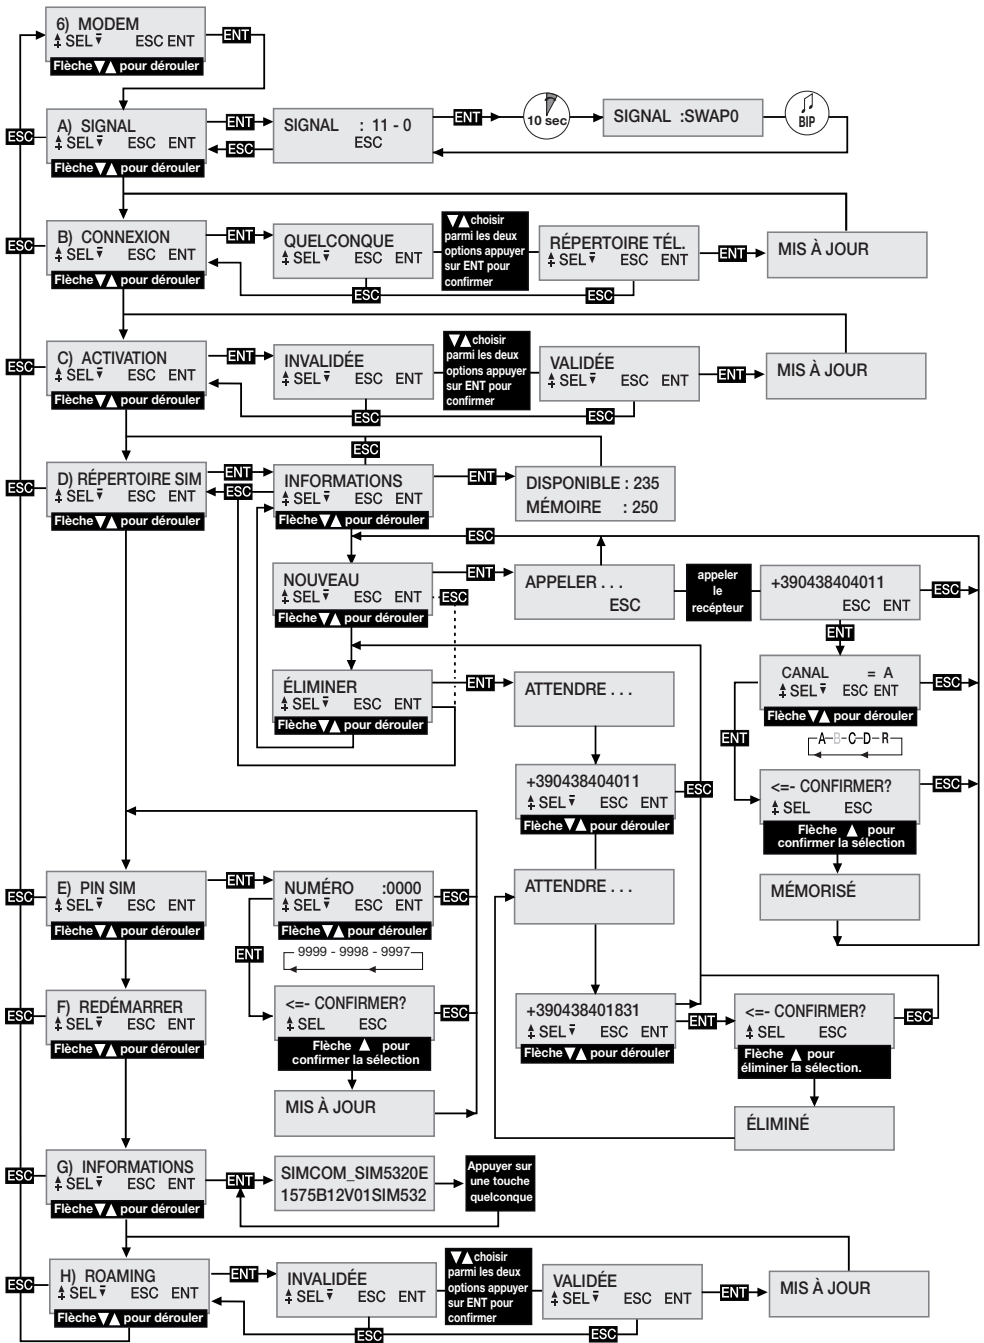 6) MODEM
SEL ESC ENT
Flèche ▼▲ pour dérouler
ENT
A) SIGNAL
SEL ESC ENT
Flèche ▼▲ pour dérouler
ESC
ENT
ESC
SIGNAL : 11 - 0
ESC
ENT
10 sec
SIGNAL :SWAP0
BIP
B) CONNEXION
SEL ESC ENT
Flèche ▼▲ pour dérouler
ESC
ENT
QUELCONQUE
SEL ESC ENT
▼▲ choisir
parmi les deux
options appuyer
sur ENT pour
confirmer
RÉPERTOIRE TÉL.
SEL ESC ENT
ENT
MIS À JOUR
ESC
ESC
C) ACTIVATION
SEL ESC ENT
Flèche ▼▲ pour dérouler
ESC
ENT
INVALIDÉE
SEL ESC ENT
▼▲ choisir
parmi les deux
options appuyer
sur ENT pour
confirmer
VALIDÉE
SEL ESC ENT
ENT
MIS À JOUR
ESC
ESC
ESC
D) RÉPERTOIRE SIM
SEL ESC ENT
Flèche ▼▲ pour dérouler
ESC
ENT
ESC
INFORMATIONS
SEL ESC ENT
Flèche ▼▲ pour dérouler
ENT
DISPONIBLE : 235
MÉMOIRE : 250
ESC
NOUVEAU
SEL ESC ENT
Flèche ▼▲ pour dérouler
ENT
ESC
APPELER . . .
ESC
appeler
le
recépteur
+390438404011
ESC ENT
ESC
ENT
CANAL = A
SEL ESC ENT
Flèche ▼▲ pour dérouler
ESC
A-B-C-D-R
ENT
<=- CONFIRMER?
SEL ESC
Flèche ▲ pour
confirmer la sélection
ESC
MÉMORISÉ
ÉLIMINER
SEL ESC ENT
Flèche ▼▲ pour dérouler
ENT
ATTENDRE . . .
+390438404011
SEL ESC ENT
Flèche ▼▲ pour dérouler
ESC
ATTENDRE . . .
+390438401831
SEL ESC ENT
Flèche ▼▲ pour dérouler
ENT
<=- CONFIRMER?
SEL ESC
Flèche ▲ pour
éliminer la sélection.
ESC
ÉLIMINÉ
E) PIN SIM
SEL ESC ENT
Flèche ▼▲ pour dérouler
ESC
ENT
NUMÉRO :0000
SEL ESC ENT
Flèche ▼▲ pour dérouler
ESC
9999 - 9998 - 9997
ENT
<=- CONFIRMER?
SEL ESC
Flèche ▲ pour
confirmer la sélection
ESC
MIS À JOUR
F) REDÉMARRER
SEL ESC ENT
Flèche ▼▲ pour dérouler
ESC
G) INFORMATIONS
SEL ESC ENT
Flèche ▼▲ pour dérouler
ESC
ENT
SIMCOM_SIM5320E
1575B12V01SIM532
Appuyer sur
une touche
quelconque
H) ROAMING
SEL ESC ENT
Flèche ▼▲ pour dérouler
ESC
ENT
INVALIDÉE
SEL ESC ENT
▼▲ choisir
parmi les deux
options appuyer
sur ENT pour
confirmer
VALIDÉE
SEL ESC ENT
ENT
MIS À JOUR
ESC
ESC